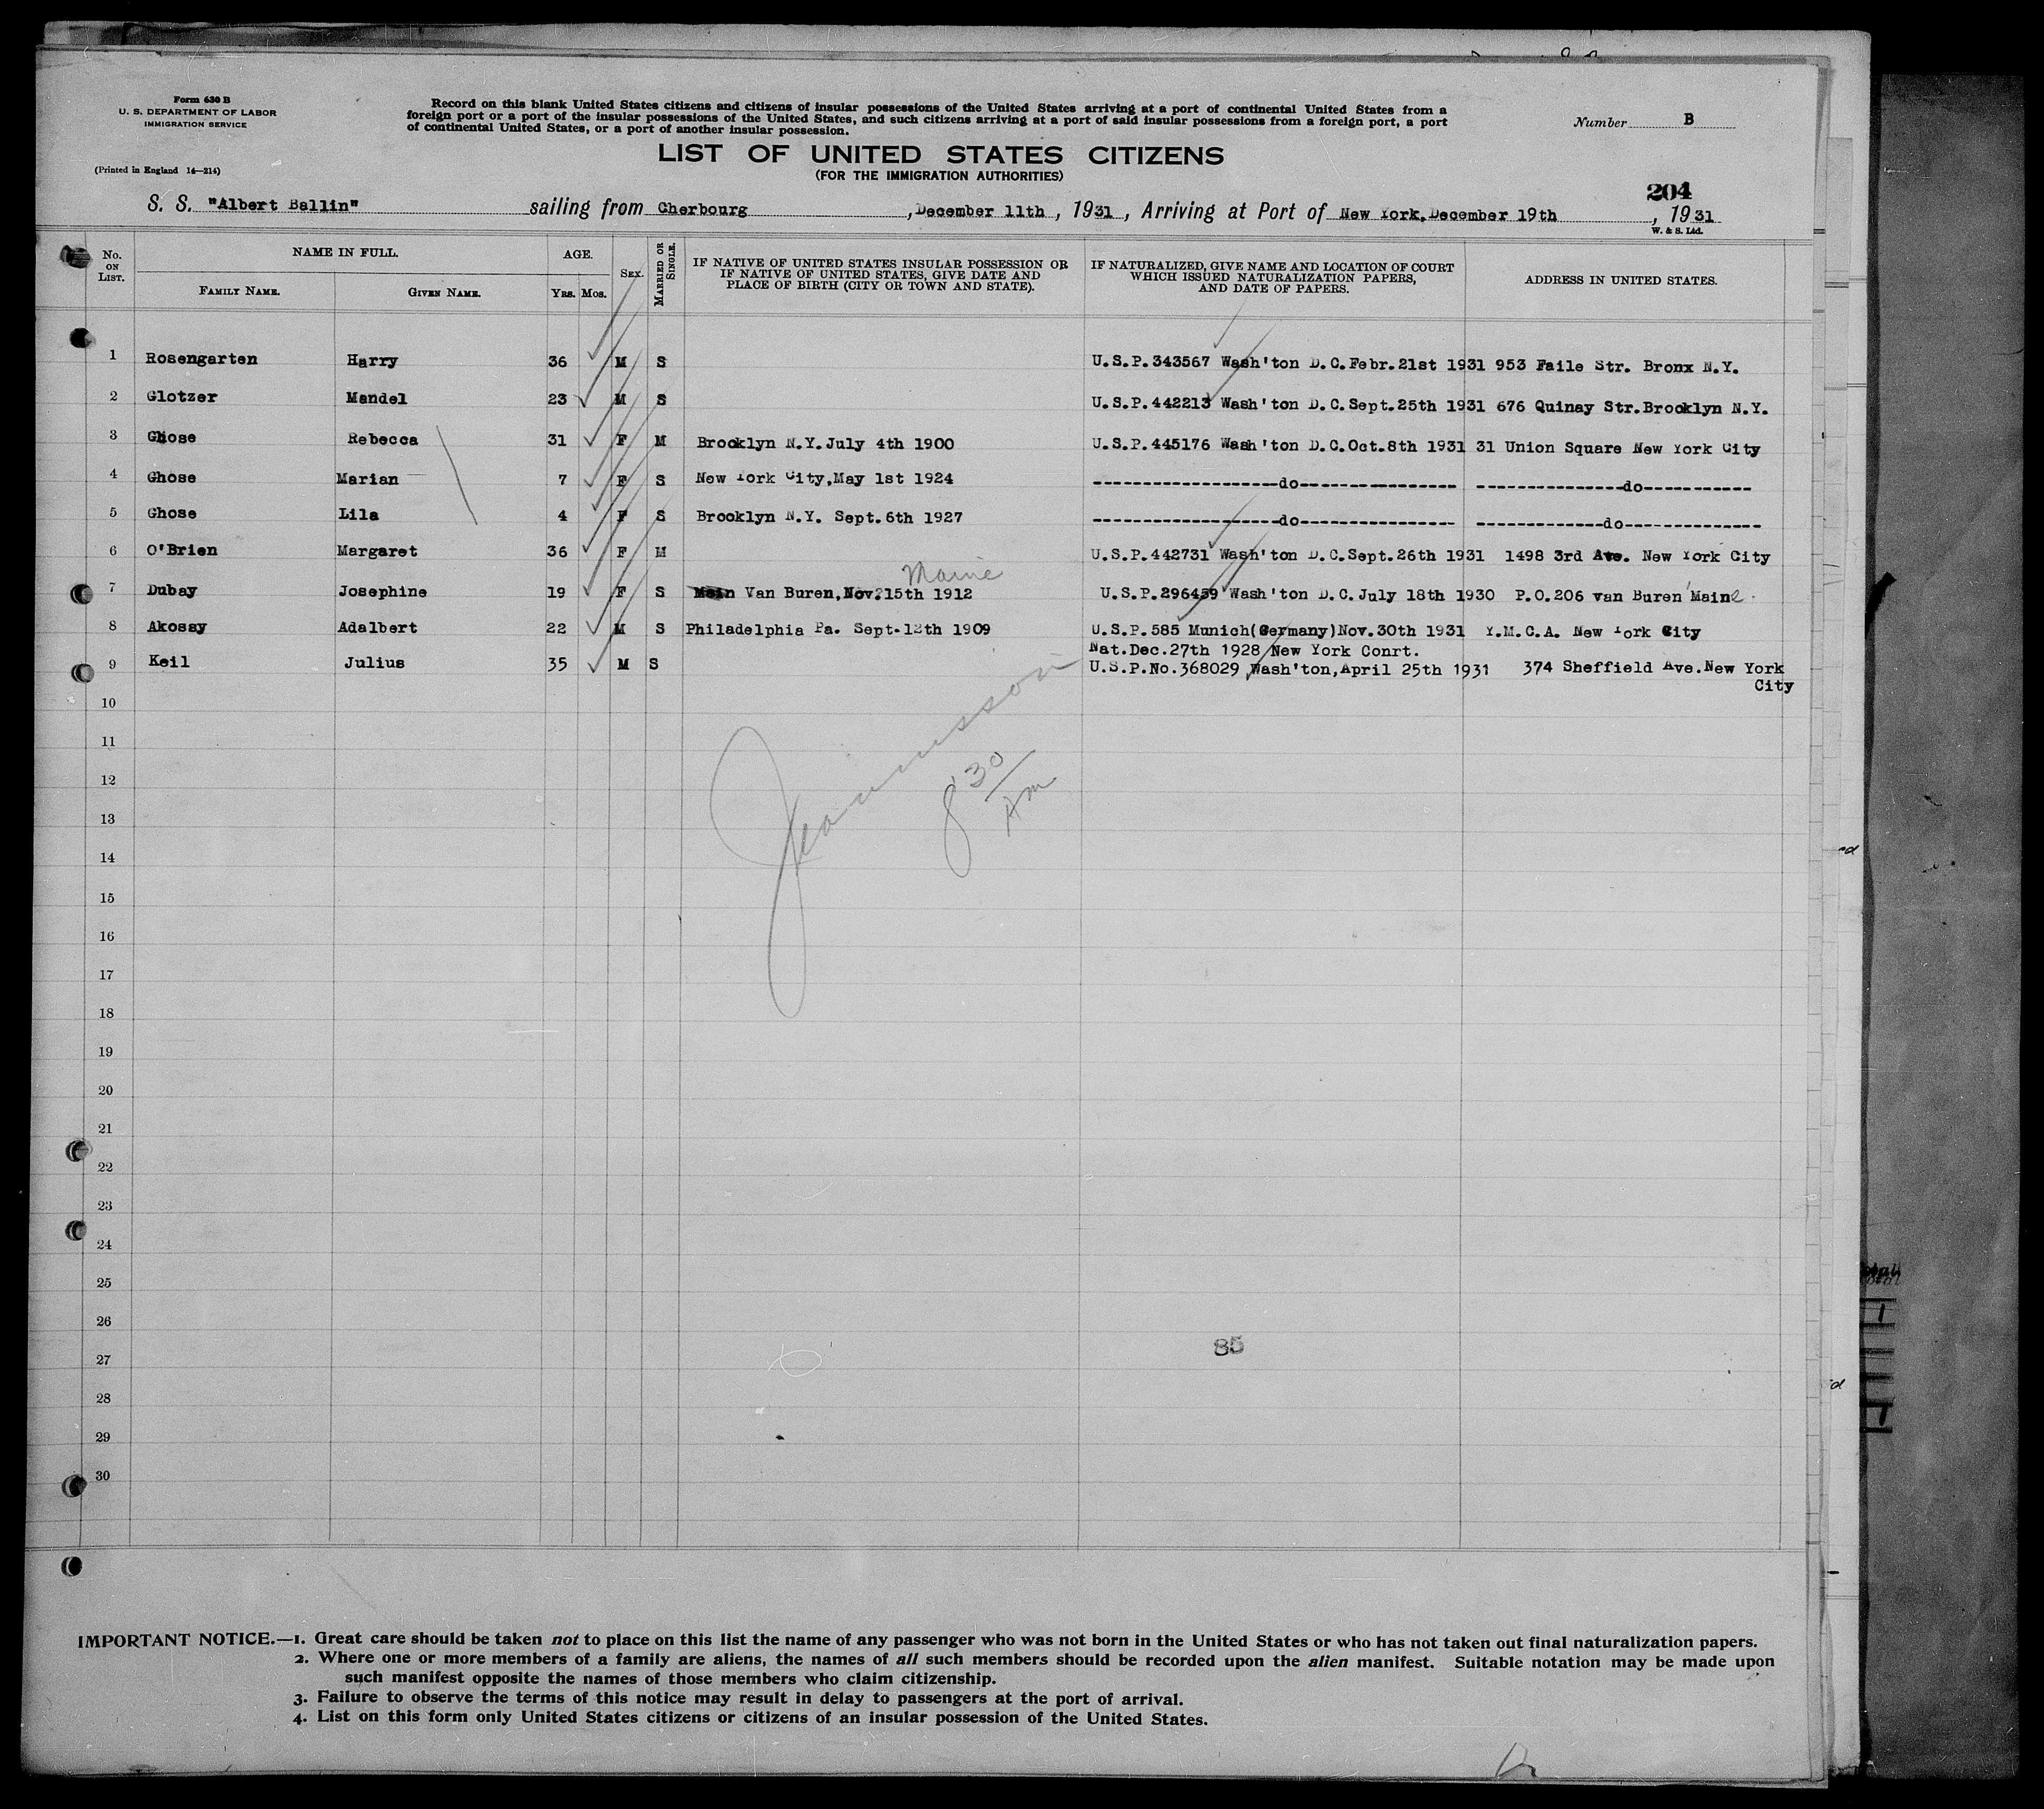 Form 630 B
U. S. DEPARTMENT OF LABOR
IMMIGRATION SERVICE
(Printed in England 14—214)
Record on this blank United States citizens and citizens of insular possessions of the United States arriving at a port of continental United States from a
foreign port or a port of the insular possessions of the United States, and such citizens arriving at a port of said insular possessions from a foreign port, a port
of continental United States, or a port of another insular possession.
Number B
LIST OF UNITED STATES CITIZENS
(FOR THE IMMIGRATION AUTHORITIES)
204
S. S. "Albert Ballin" sailing from Cherbourg, December 11th, 1931, Arriving at Port of New York, December 19th, 1931
W. & S. Ltd.
No. ON LIST. NAME IN FULL. AGE. SEX. MARRIED OR SINGLE. IF NATIVE OF UNITED STATES INSULAR POSSESSION OR IF NATIVE OF UNITED STATES, GIVE DATE AND PLACE OF BIRTH (CITY OR TOWN AND STATE). IF NATURALIZED, GIVE NAME AND LOCATION OF COURT WHICH ISSUED NATURALIZATION PAPERS, AND DATE OF PAPERS. ADDRESS IN UNITED STATES.
FAMILY NAME. GIVEN NAME. YRS. MOS.
1 Rosengarten Harry 36 M S U.S.P.343567 Wash'ton D.C.Febr.21st 1931 953 Faile Str. Bronx N.Y.
2 Glotzer Mandel 23 M S U.S.P.442213 Wash'ton D.C.Sept.25th 1931 676 Quinay Str.Brooklyn N.Y.
3 Ghose Rebecca 31 F M Brooklyn N.Y.July 4th 1900 U.S.P.445176 Wash'ton D.C.Oct.8th 1931 31 Union Square New York City
4 Ghose Marian 7 F S New York City,May 1st 1924 -------------------do---------------- ---------------do-----------
5 Ghose Lila 4 F S Brooklyn N.Y. Sept.6th 1927 -------------------do---------------- -------------do--------------
6 O'Brien Margaret 36 F M U.S.P.442731 Wash'ton D.C.Sept.26th 1931 1498 3rd Ave. New York City
Maine
7 Dubay Josephine 19 F S Van Buren,Nov.15th 1912 U.S.P.296459 Wash'ton D.C.July 18th 1930 P.O.206 van Buren Maine
8 Akossy Adalbert 22 M S Philadelphia Pa. Sept.12th 1909 U.S.P.585 Munich(Germany)Nov.30th 1931 Y.M.C.A. New York City
Nat.Dec.27th 1928 New York Conrt.
9 Keil Julius 35 M S U.S.P.No.368029 Wash'ton,April 25th 1931 374 Sheffield Ave.New York
City
10
11
12
8 30/Am
13
14
15
16
17
18
19
20
21
22
23
24
25
26
85
27
28
29
30
IMPORTANT NOTICE.—1. Great care should be taken not to place on this list the name of any passenger who was not born in the United States or who has not taken out final naturalization papers.
2. Where one or more members of a family are aliens, the names of all such members should be recorded upon the alien manifest. Suitable notation may be made upon
such manifest opposite the names of those members who claim citizenship.
3. Failure to observe the terms of this notice may result in delay to passengers at the port of arrival.
4. List on this form only United States citizens or citizens of an insular possession of the United States.